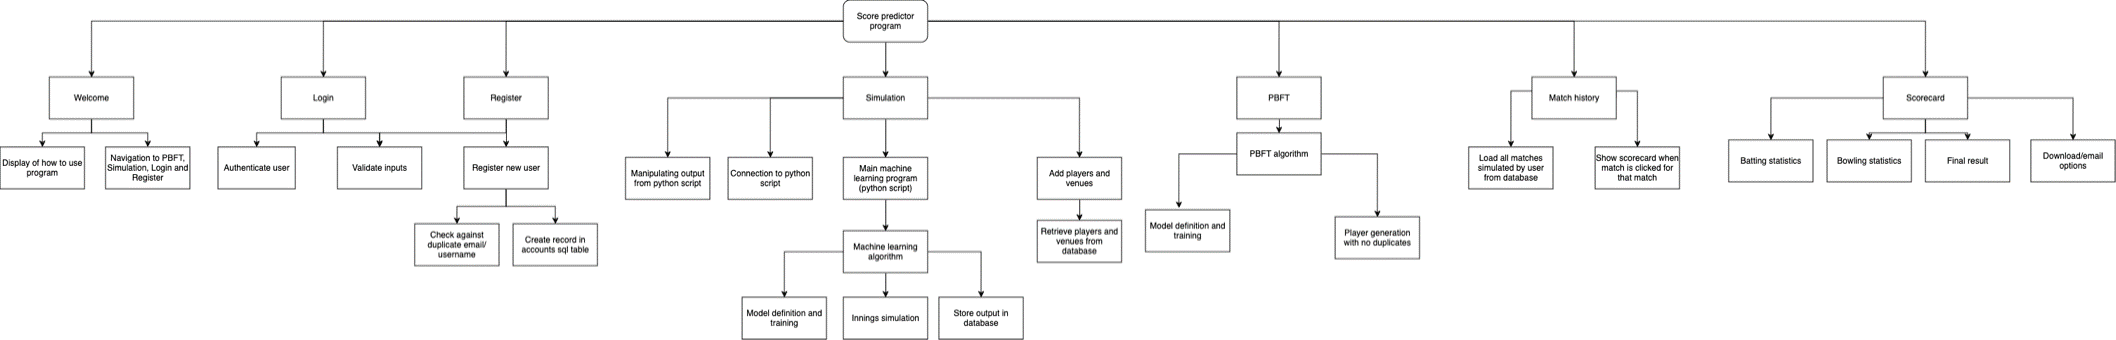 Score predictor
program
Welcome
Login
Register
Simulation
PBFT
Match history
Scorecard
Display of how to use
program
Navigation to PBFT,
Simulation, Login and
Register
Authenticate user
Validate inputs
Register new user
Manipulating output
from python script
Connection to python
script
Main machine
learning program
(python script)
Add players and
venues
PBFT algorithm
Load all matches
simulated by user
from database
Show scorecard when
match is clicked for
that match
Batting statistics
Bowling statistics
Final result
Download/email
options
Check against
duplicate email/
username
Create record in
accounts sql table
Machine learning
algorithm
Retrieve players and
venues from
database
Model definition and
training
Player generation
with no duplicates
Model definition and
training
Innings simulation
Store output in
database